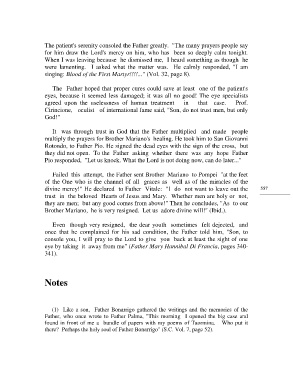 The patient's serenity consoled the Father greatly. "The many prayers people say
for him draw the Lord's mercy on him, who has been so deeply calm tonight.
When I was leaving because he dismissed me, I heard something as though he
were lamenting. I asked what the matter was. He calmly responded, "I am
singing: Blood of the First Martyr!!!!..." (Vol. 32, page 8).
The Father hoped that proper cures could save at least one of the patient's
eyes, because it seemed less damaged; it was all no good! The eye specialists
agreed upon the uselessness of human treatment in that case. Prof.
Cirincione, oculist of international fame said, "Son, do not trust men, but only
God!"
It was through trust in God that the Father multiplied and made people
multiply the prayers for Brother Mariano's healing. He took him to San Giovanni
Rotondo, to Father Pio. He signed the dead eyes with the sign of the cross, but
they did not open. To the Father asking whether there was any hope Father
Pio responded, "Let us knock. What the Lord is not doing now, can do later..."
Failed this attempt, the Father sent Brother Mariano to Pompei "at the feet
of the One who is the channel of all graces as well as of the miracles of the
divine mercy!" He declared to Father Vitale: "I do not want to leave out the
trust in the beloved Hearts of Jesus and Mary. Whether men are holy or not,
they are men; but any good comes from above!" Then he concludes, "As to our
Brother Mariano, he is very resigned. Let us adore divine will!" (Ibid.).
557
Even though very resigned, the dear youth sometimes felt dejected, and
once that he complained for his sad condition, the Father told him, "Son, to
console you, I will pray to the Lord to give you back at least the sight of one
eye by taking it away from me" (Father Mary Hannibal Di Francia, pages 340-
341).
Notes
(1) Like a son, Father Bonarrigo gathered the writings and the memories of the
Father, who once wrote to Father Palma, "This morning I opened the big case and
found in front of me a bundle of papers with my poems of Taormina. Who put it
there? Perhaps the holy soul of Father Bonarrigo" (S.C. Vol. 7, page 52).